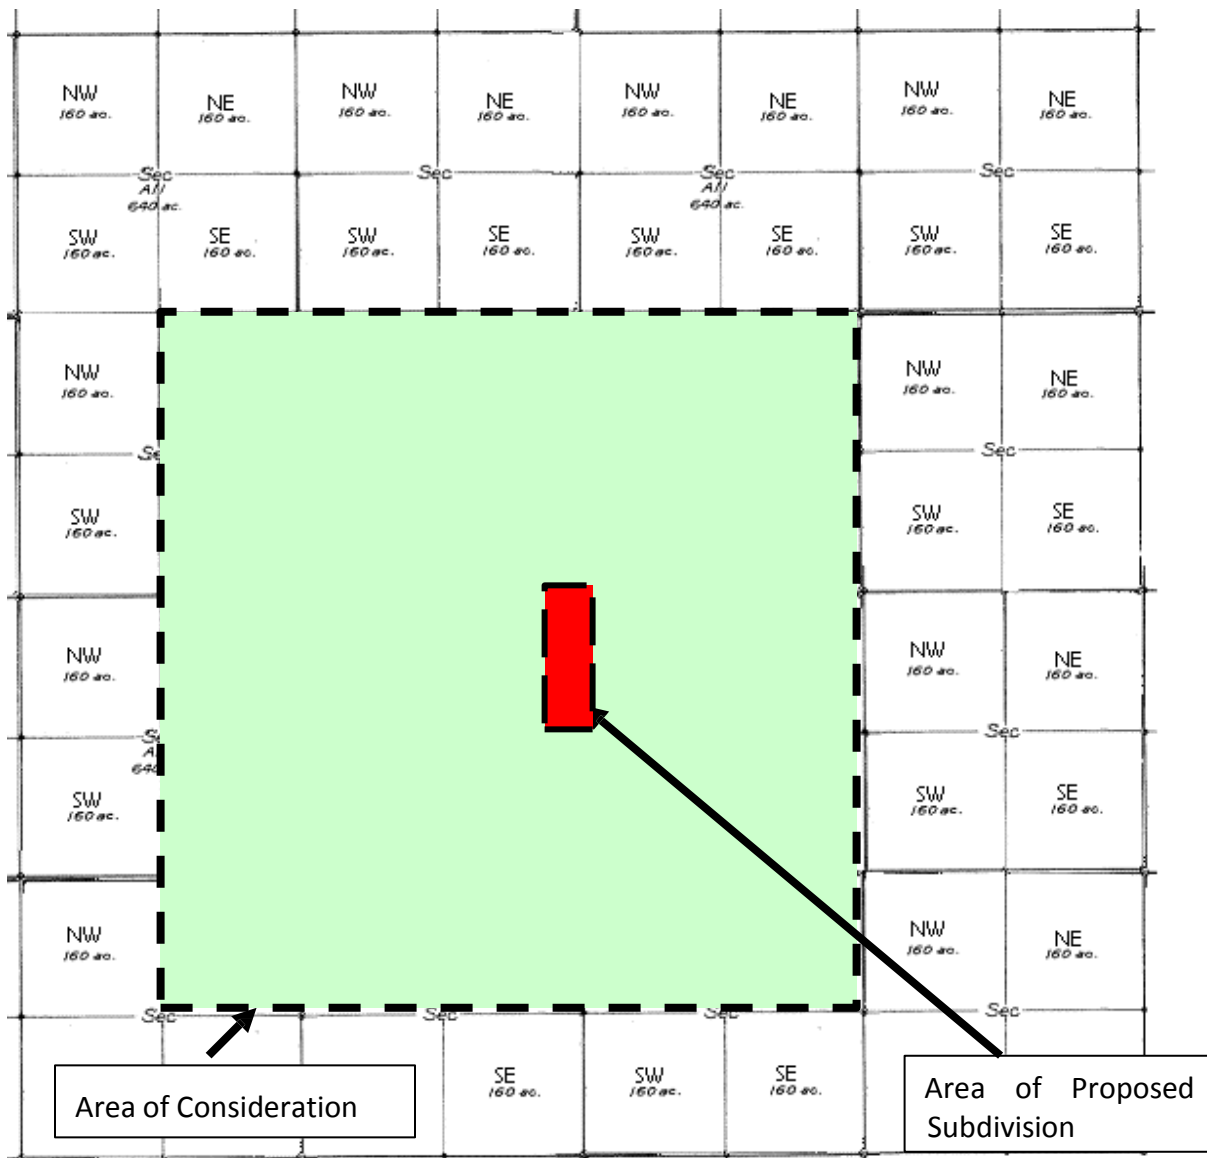 NW NE NW NE NW NE NW NE
160 ac. 160 ac. 160 ac. 160 ac. 160 ac. 160 ac. 160 ac. 160 ac.
Sec Sec Sec Sec
All All
640 ac. 640 ac.
SW SE SW SE SW SE SW SE
160 ac. 160 ac. 160 ac. 160 ac. 160 ac. 160 ac. 160 ac. 160 ac.
NW NW NE
160 ac. 160 ac. 160 ac.
Se Sec
SW SW SE
160 ac. 160 ac. 160 ac.
NW NW NE
160 ac. 160 ac. 160 ac.
S Sec
A
640
SW SW SE
160 ac. 160 ac. 160 ac.
NW NW NE
160 ac. 160 ac. 160 ac.
Sec Sec Sec Sec
SE SW SE
160 ac. 160 ac. 160 ac.
Area of Consideration
Area of Proposed
Subdivision